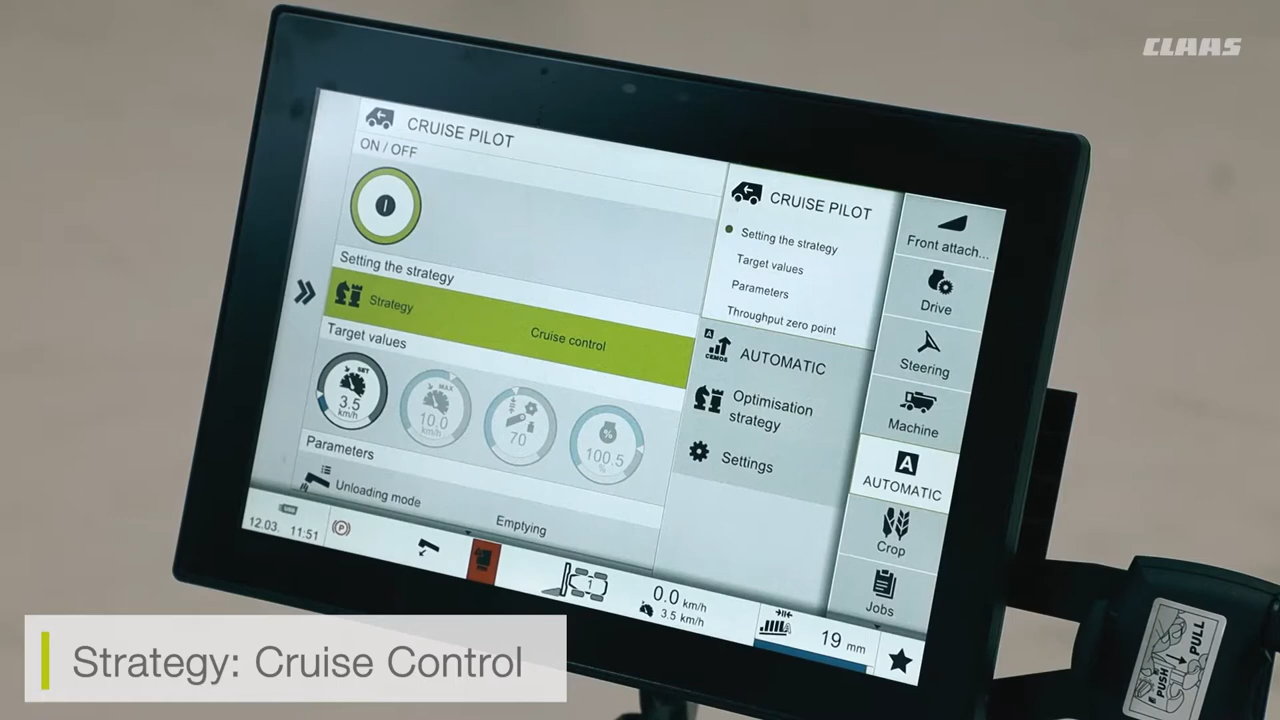 CLAAS
CRUISE PILOT
ON / OFF
Setting the strategy
Strategy
Cruise control
Target values
SET
3.5
km/h
MAX
10.0
km/h
70
%
100.5
%
Parameters
Unloading mode
Emptying
CRUISE PILOT
Setting the strategy
Target values
Parameters
Throughput zero point
A
CEMOS
AUTOMATIC
Optimisation
strategy
Settings
Front attach...
Drive
Steering
Machine
A
AUTOMATIC
Crop
Jobs
12.03. 11:51
P
1
0.0 km/h
3.5 km/h
19 mm
PUSH
PULL
Strategy: Cruise Control